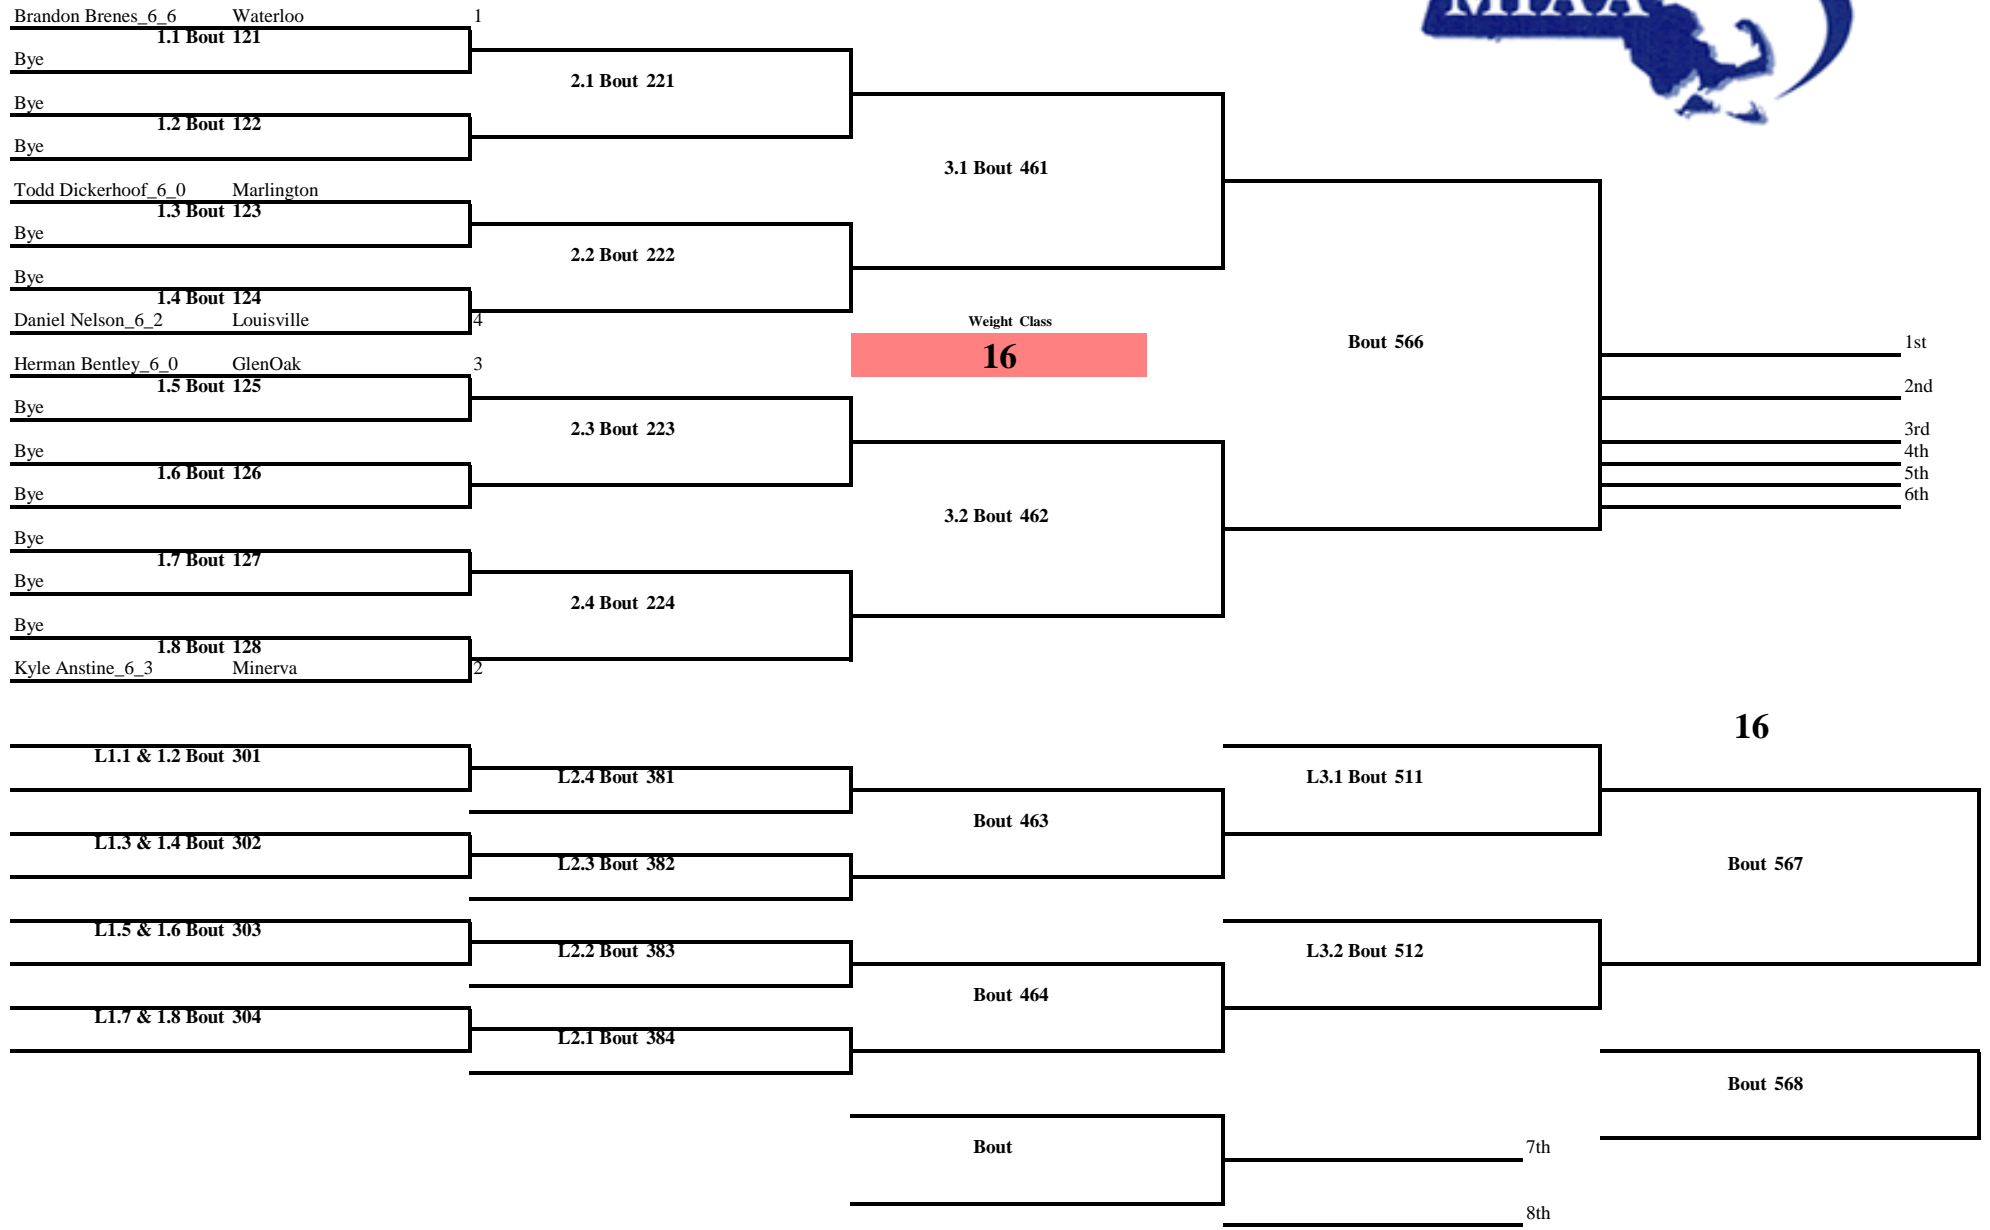 MIAA
Brandon Brenes_6_6 Waterloo 1
1.1 Bout 121
Bye
2.1 Bout 221
Bye
1.2 Bout 122
Bye
3.1 Bout 461
Todd Dickerhoof_6_0 Marlington
1.3 Bout 123
Bye
2.2 Bout 222
Bye
1.4 Bout 124
Daniel Nelson_6_2 Louisville 4
Weight Class
16
Bout 566
1st
Herman Bentley_6_0 GlenOak 3
1.5 Bout 125
2nd
Bye
2.3 Bout 223
3rd
Bye
4th
1.6 Bout 126
5th
Bye
6th
3.2 Bout 462
Bye
1.7 Bout 127
Bye
2.4 Bout 224
Bye
1.8 Bout 128
Kyle Anstine_6_3 Minerva 2
16
L1.1 & 1.2 Bout 301
L2.4 Bout 381
L3.1 Bout 511
Bout 463
L1.3 & 1.4 Bout 302
L2.3 Bout 382
Bout 567
L1.5 & 1.6 Bout 303
L2.2 Bout 383
L3.2 Bout 512
Bout 464
L1.7 & 1.8 Bout 304
L2.1 Bout 384
Bout 568
Bout
7th
8th